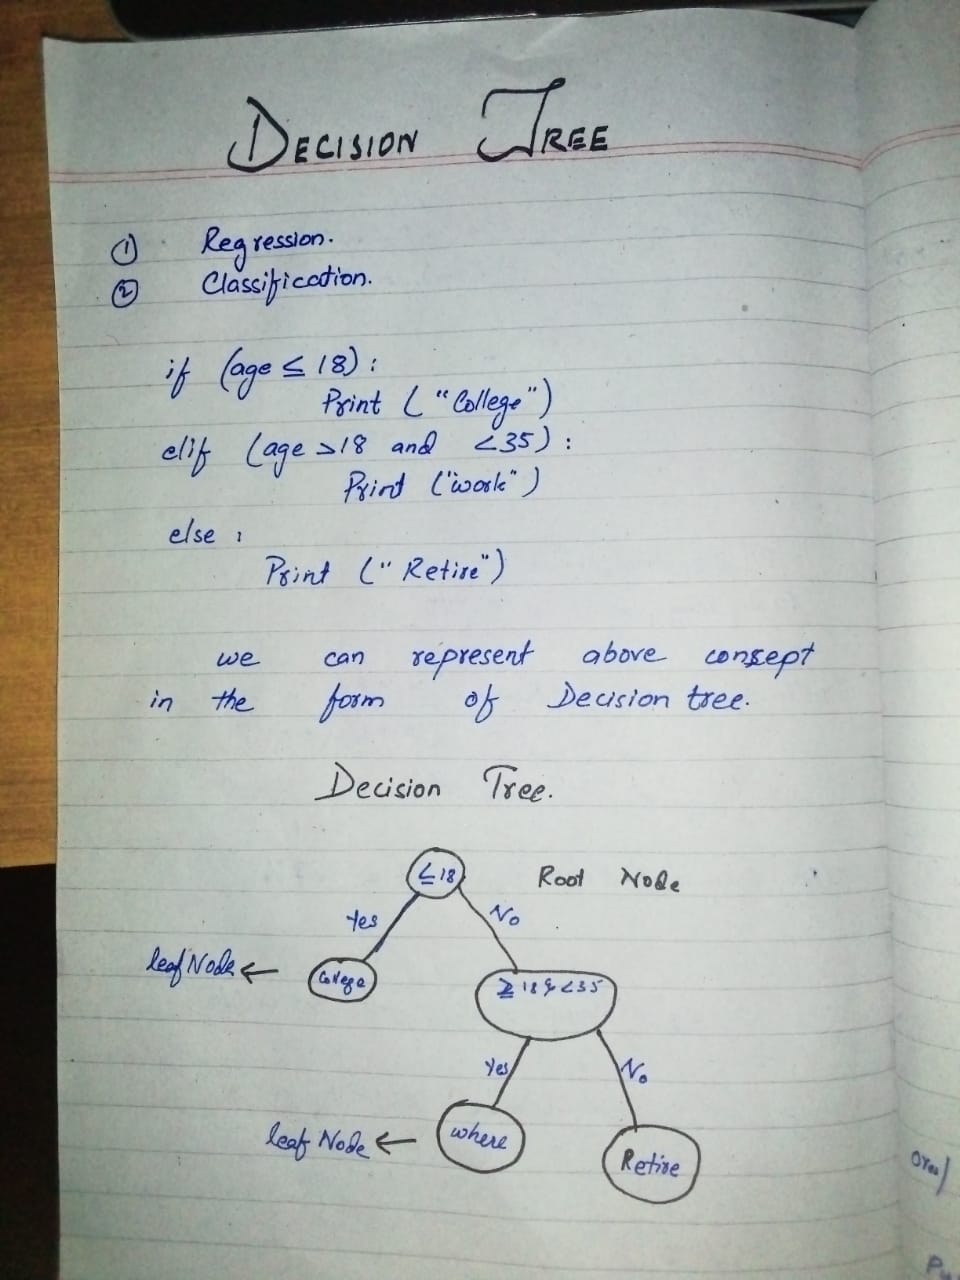 DECISION TREE
① Regression.
② Classification.
if (age ≤ 18) :
Print ( "College")
elif (age >18 and <35) :
Print ("work")
else :
Print (" Retire")
we can represent above consept
in the form of Decision tree.
Decision Tree.
≤18 Root Node
Yes No
leaf Node ← College
≥ 18 & <35
Yes No
leaf Node ← where
Retire